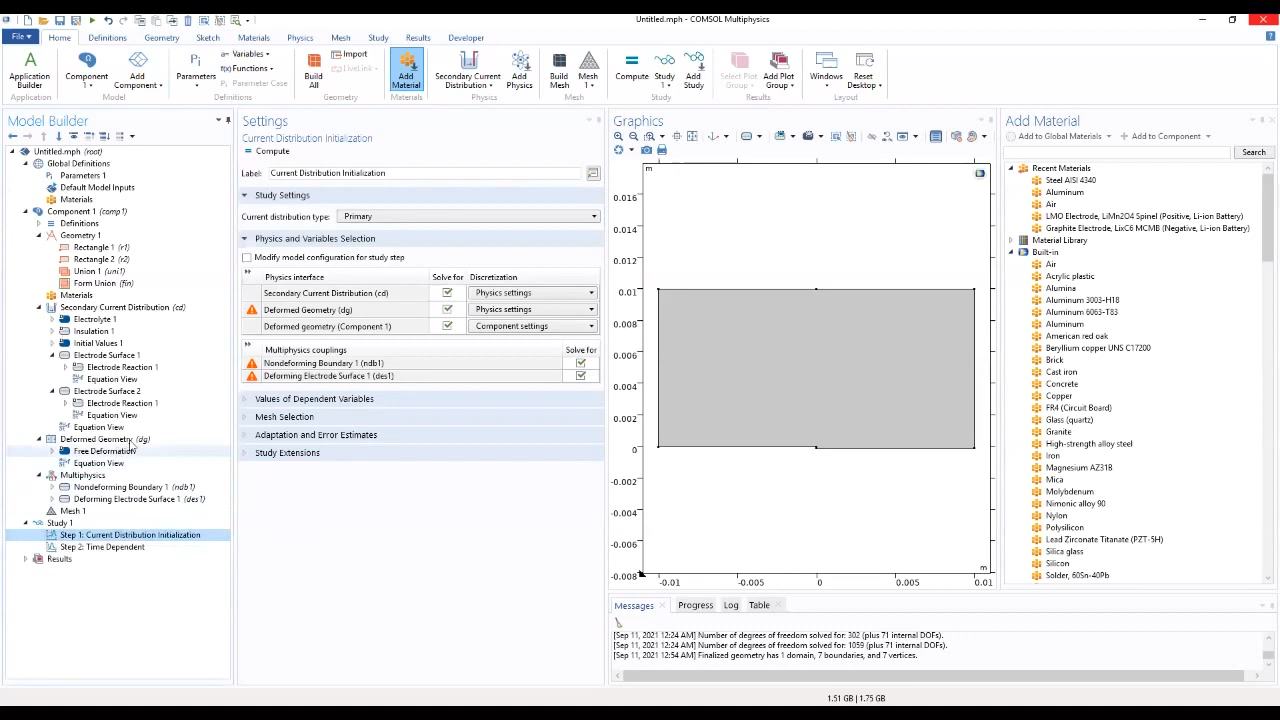 Untitled.mph - COMSOL Multiphysics
File
Home
Definitions
Geometry
Sketch
Materials
Physics
Mesh
Study
Results
Developer
Application Builder
Application
Component 1
Add Component
Model
Parameters 1
Variables
Functions
Parameter Case
Definitions
Build All
Import
LiveLink
Geometry
Add Material
Materials
Secondary Current Distribution
Add Physics
Physics
Build Mesh
Mesh 1
Mesh
Compute
Study 1
Add Study
Study
Select Plot Group
Add Plot Group
Results
Windows
Reset Desktop
Layout
Model Builder
Untitled.mph (root)
Global Definitions
Parameters 1
Default Model Inputs
Materials
Component 1 (comp1)
Definitions
Geometry 1
Rectangle 1 (r1)
Rectangle 2 (r2)
Union 1 (uni1)
Form Union (fin)
Materials
Secondary Current Distribution (cd)
Electrolyte 1
Insulation 1
Initial Values 1
Electrode Surface 1
Electrode Reaction 1
Equation View
Electrode Surface 2
Electrode Reaction 1
Equation View
Equation View
Deformed Geometry (dg)
Free Deformation
Equation View
Multiphysics
Nondeforming Boundary 1 (ndb1)
Deforming Electrode Surface 1 (des1)
Mesh 1
Study 1
Step 1: Current Distribution Initialization
Step 2: Time Dependent
Results
Settings
Current Distribution Initialization
= Compute
Label: Current Distribution Initialization
Study Settings
Current distribution type: Primary
Physics and Variables Selection
Modify model configuration for study step
Physics interface Solve for Discretization
Secondary Current Distribution (cd) Physics settings
Deformed Geometry (dg) Physics settings
Deformed geometry (Component 1) Component settings
Multiphysics couplings Solve for
Nondeforming Boundary 1 (ndb1)
Deforming Electrode Surface 1 (des1)
Values of Dependent Variables
Mesh Selection
Adaptation and Error Estimates
Study Extensions
Graphics
m
0.016
0.014
0.012
0.01
0.008
0.006
0.004
0.002
0
-0.002
-0.004
-0.006
-0.008
-0.01 -0.005 0 0.005 0.01
m
Messages
Progress
Log
Table
[Sep 11, 2021 12:24 AM] Number of degrees of freedom solved for: 302 (plus 71 internal DOFs).
[Sep 11, 2021 12:24 AM] Number of degrees of freedom solved for: 1059 (plus 71 internal DOFs).
[Sep 11, 2021 12:54 AM] Finalized geometry has 1 domain, 7 boundaries, and 7 vertices.
Add Material
Add to Global Materials
Add to Component
Search
Recent Materials
Steel AISI 4340
Aluminum
Air
LMO Electrode, LiMn2O4 Spinel (Positive, Li-ion Battery)
Graphite Electrode, LixC6 MCMB (Negative, Li-ion Battery)
Material Library
Built-in
Air
Acrylic plastic
Alumina
Aluminum 3003-H18
Aluminum 6063-T83
Aluminum
American red oak
Beryllium copper UNS C17200
Brick
Cast iron
Concrete
Copper
FR4 (Circuit Board)
Glass (quartz)
Granite
High-strength alloy steel
Iron
Magnesium AZ31B
Mica
Molybdenum
Nimonic alloy 90
Nylon
Polysilicon
Lead Zirconate Titanate (PZT-5H)
Silica glass
Silicon
Solder, 60Sn-40Pb
1.51 GB | 1.75 GB